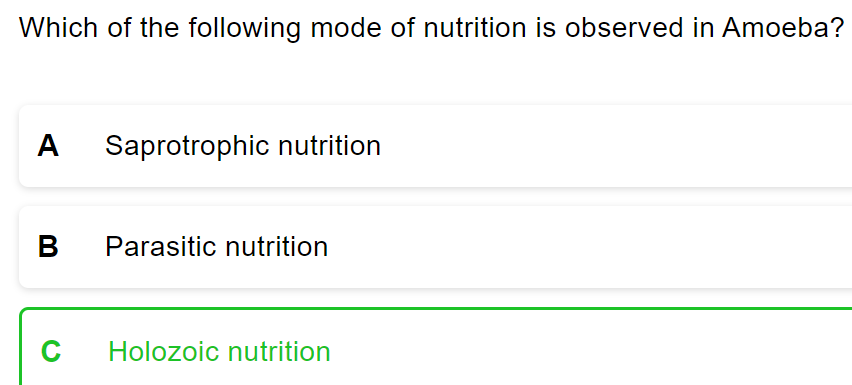 Which of the following mode of nutrition is observed in Amoeba?
A Saprotrophic nutrition
B Parasitic nutrition
C Holozoic nutrition